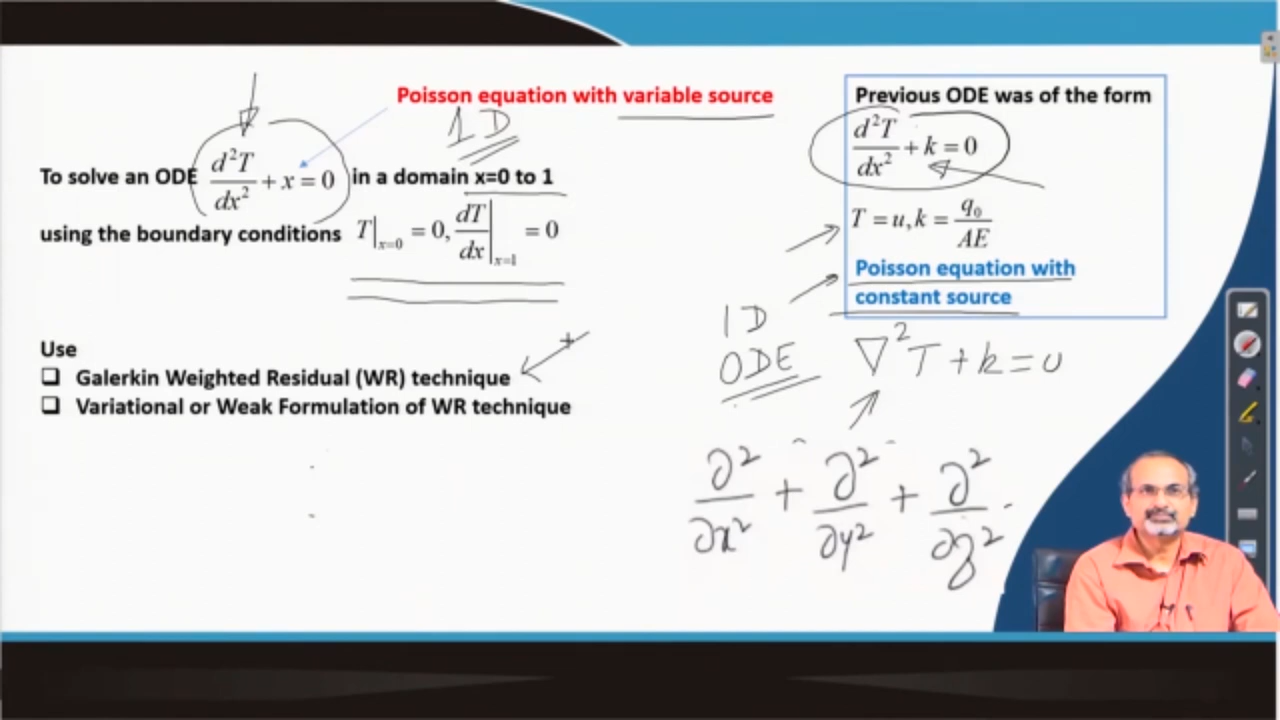 Poisson equation with variable source
1D
To solve an ODE d²T/dx² + x = 0 in a domain x=0 to 1
using the boundary conditions T|ₓ₌₀ = 0, dT/dx|ₓ₌₁ = 0
Use
❑ Galerkin Weighted Residual (WR) technique
❑ Variational or Weak Formulation of WR technique
Previous ODE was of the form
d²T/dx² + k = 0
T = u, k = q₀/AE
Poisson equation with
constant source
1D
ODE
∇²T + k = 0
∂²/∂x² + ∂²/∂y² + ∂²/∂z²